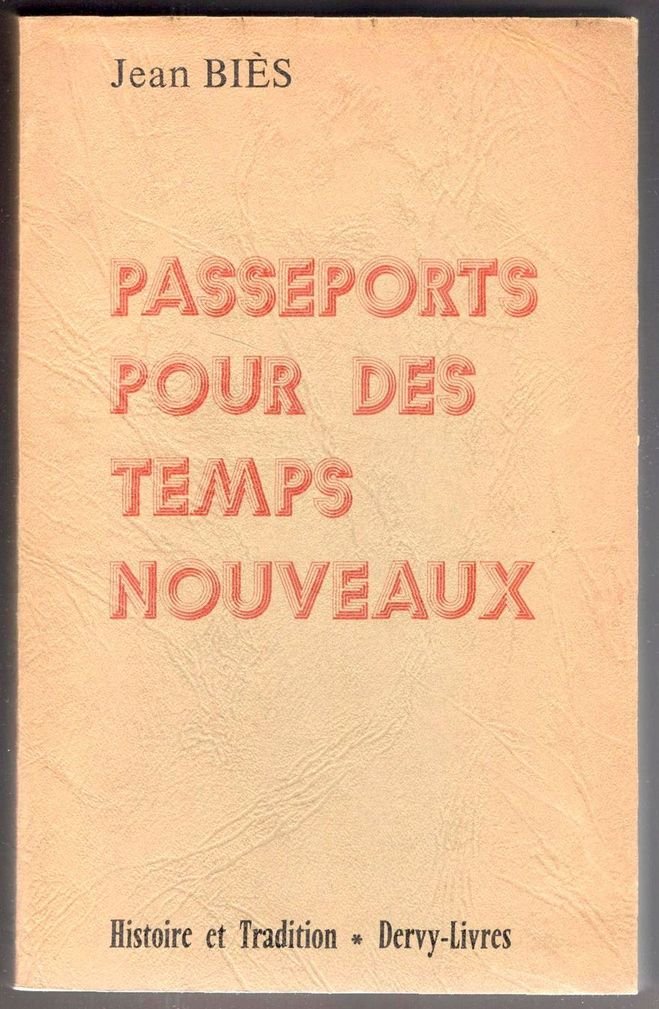 Jean BIÈS
PASSEPORTS
POUR DES
TEMPS
NOUVEAUX
Histoire et Tradition * Dervy-Livres